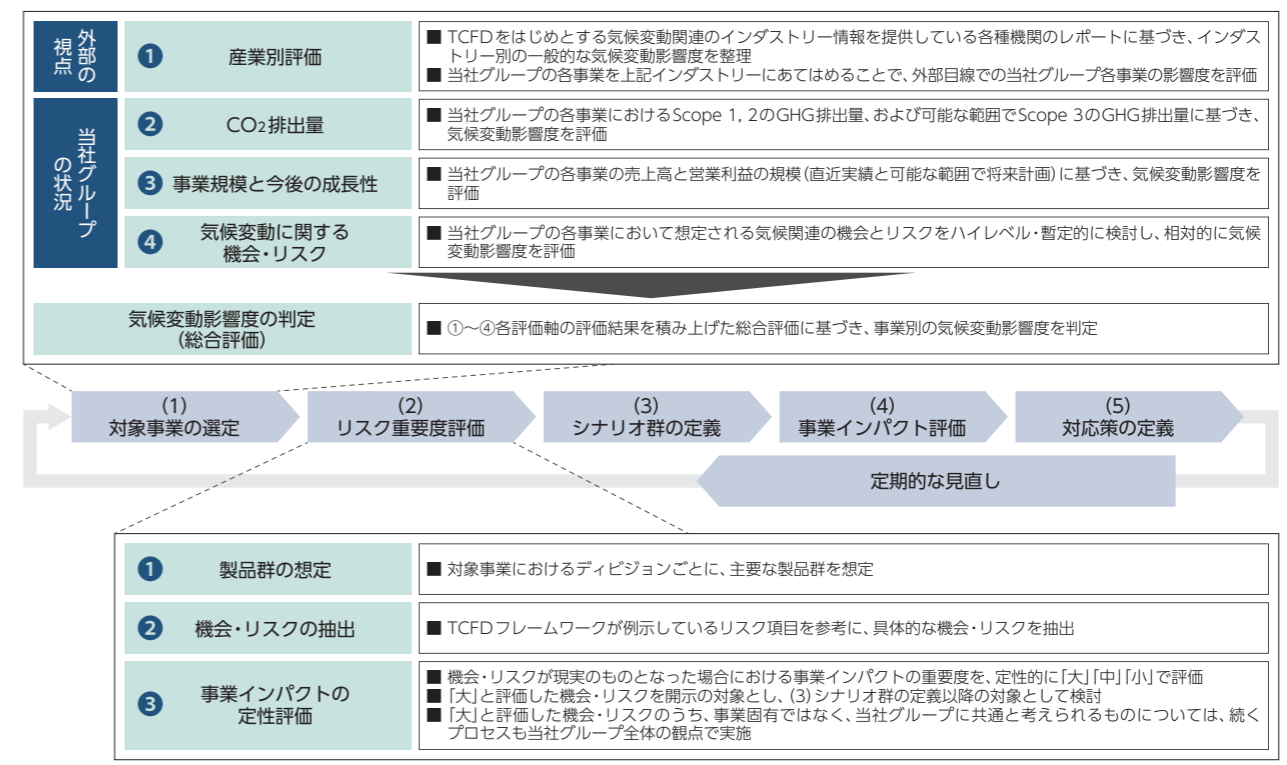 外部の
視点
❶ 産業別評価
■ TCFDをはじめとする気候変動関連のインダストリー情報を提供している各種機関のレポートに基づき、インダス
トリー別の一般的な気候変動影響度を整理
■ 当社グループの各事業を上記インダストリーにあてはめることで、外部目線での当社グループ各事業の影響度を評価
当社グループ
の状況
❷ CO₂排出量
■ 当社グループの各事業におけるScope 1, 2のGHG排出量、および可能な範囲でScope 3のGHG排出量に基づき、
気候変動影響度を評価
❸ 事業規模と今後の成長性
■ 当社グループの各事業の売上高と営業利益の規模(直近実績と可能な範囲で将来計画)に基づき、気候変動影響度を
評価
❹ 気候変動に関する
機会・リスク
■ 当社グループの各事業において想定される気候関連の機会とリスクをハイレベル・暫定的に検討し、相対的に気候
変動影響度を評価
気候変動影響度の判定
(総合評価)
■ ①〜④各評価軸の評価結果を積み上げた総合評価に基づき、事業別の気候変動影響度を判定
(1)
対象事業の選定
(2)
リスク重要度評価
(3)
シナリオ群の定義
(4)
事業インパクト評価
(5)
対応策の定義
定期的な見直し
❶ 製品群の想定
■ 対象事業におけるディビジョンごとに、主要な製品群を想定
❷ 機会・リスクの抽出
■ TCFDフレームワークが例示しているリスク項目を参考に、具体的な機会・リスクを抽出
❸ 事業インパクトの
定性評価
■ 機会・リスクが現実のものとなった場合における事業インパクトの重要度を、定性的に「大」「中」「小」で評価
■ 「大」と評価した機会・リスクを開示の対象とし、(3)シナリオ群の定義以降の対象として検討
■ 「大」と評価した機会・リスクのうち、事業固有ではなく、当社グループに共通と考えられるものについては、続く
プロセスも当社グループ全体の観点で実施